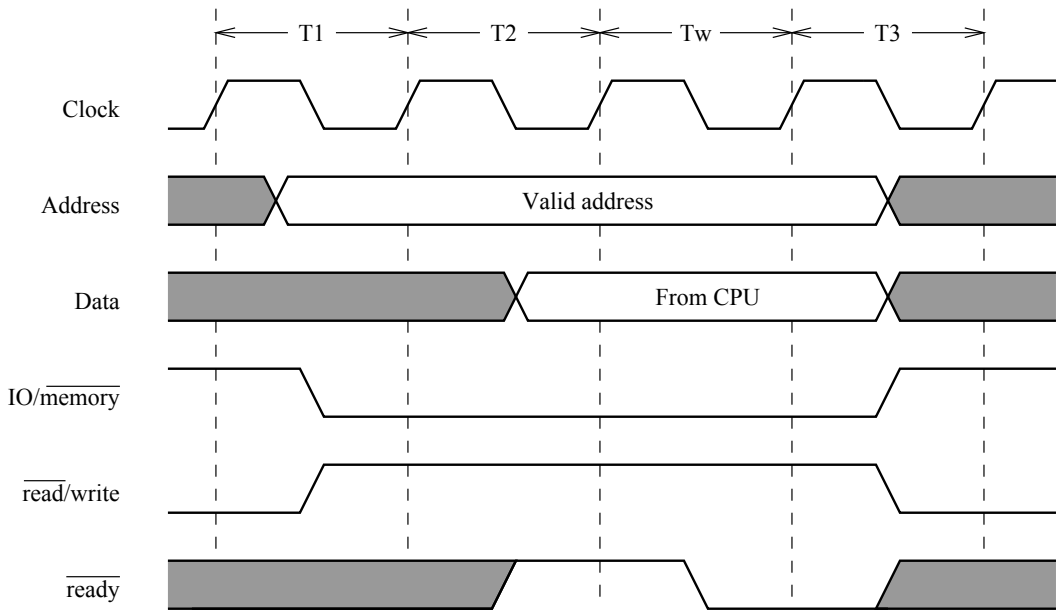 T1 T2 Tw T3
Clock
Address Valid address
Data From CPU
IO/memory
read/write
ready